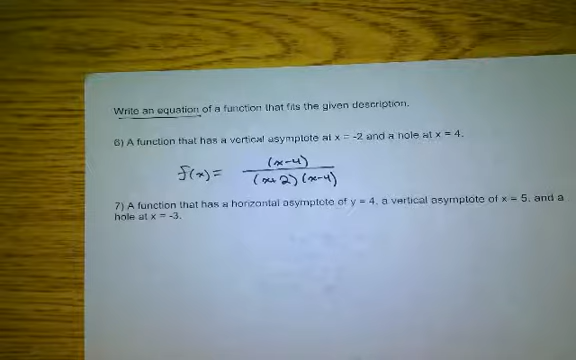 Write an equation of a function that fits the given description.
6) A function that has a vertical asymptote at x = -2 and a hole at x = 4.
f(x) = (x-4)
(x+2)(x-4)
7) A function that has a horizontal asymptote of y = 4, a vertical asymptote of x = 5, and a
hole at x = -3.